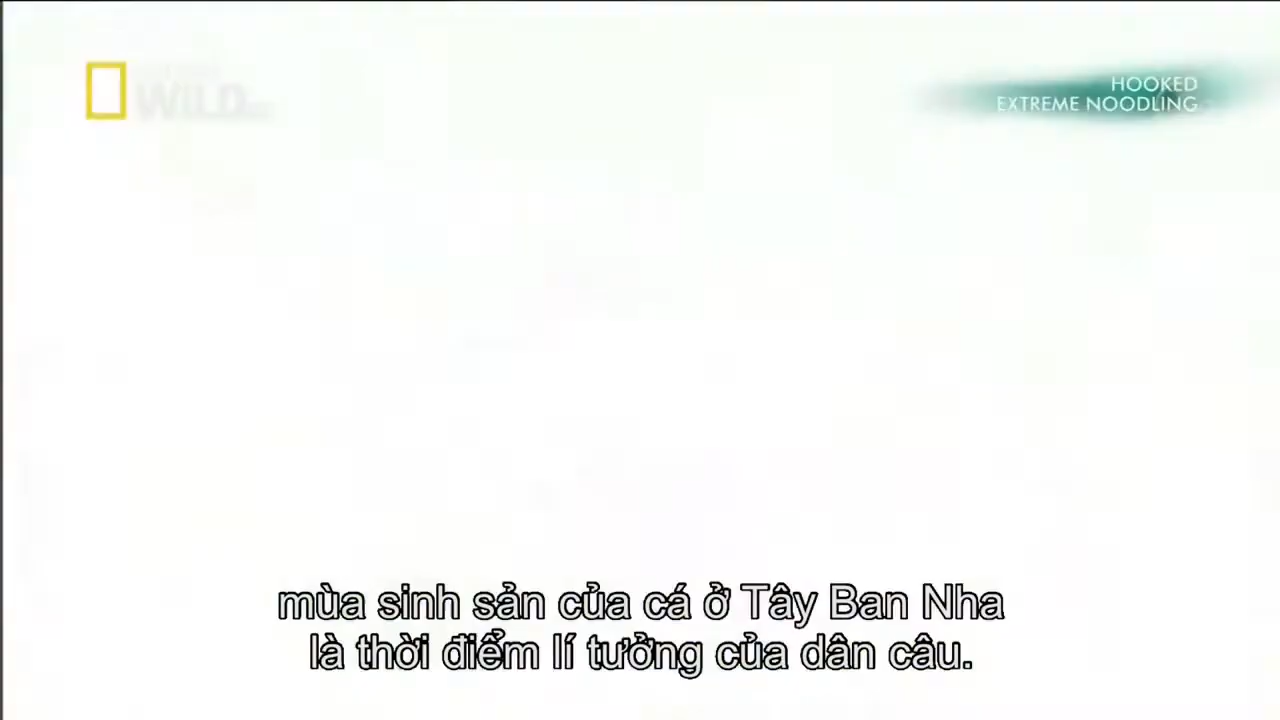 WILD
HOOKED
EXTREME NOODLING
mùa sinh sản của cá ở Tây Ban Nha
là thời điểm lí tưởng của dân câu.